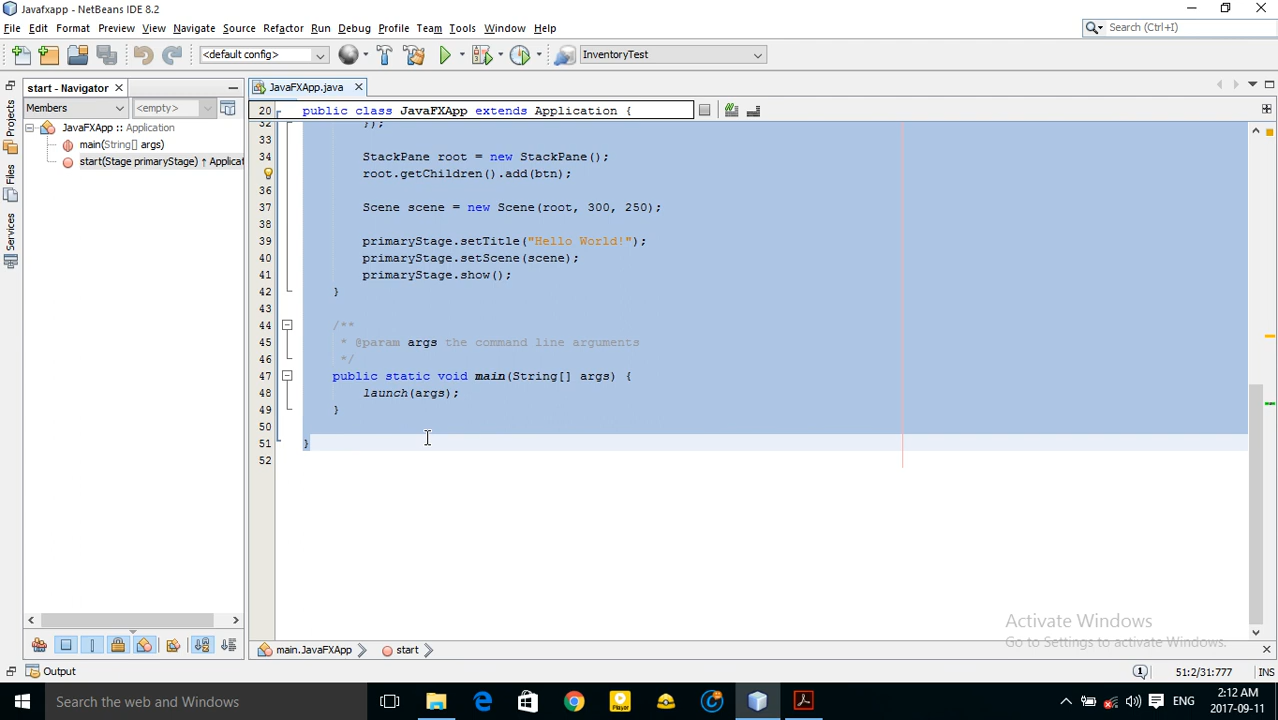 Javafxapp - NetBeans IDE 8.2
File Edit Format Preview View Navigate Source Refactor Run Debug Profile Team Tools Window Help
Search (Ctrl+I)
<default config>
InventoryTest
start - Navigator
JavaFXApp.java
Members
<empty>
20 public class JavaFXApp extends Application {
JavaFXApp :: Application
main(String[] args)
start(Stage primaryStage) ↑ Applicat
Projects
Files
Services
32 });
33
34 StackPane root = new StackPane();
root.getChildren().add(btn);
36
37 Scene scene = new Scene(root, 300, 250);
38
39 primaryStage.setTitle("Hello World!");
40 primaryStage.setScene(scene);
41 primaryStage.show();
42 }
43
44 /**
45 * @param args the command line arguments
46 */
47 public static void main(String[] args) {
48 launch(args);
49 }
50
51 }
52
Activate Windows
Go to Settings to activate Windows.
main.JavaFXApp
start
Output
51:2/31:777
INS
Search the web and Windows
Player
ENG
2:12 AM
2017-09-11